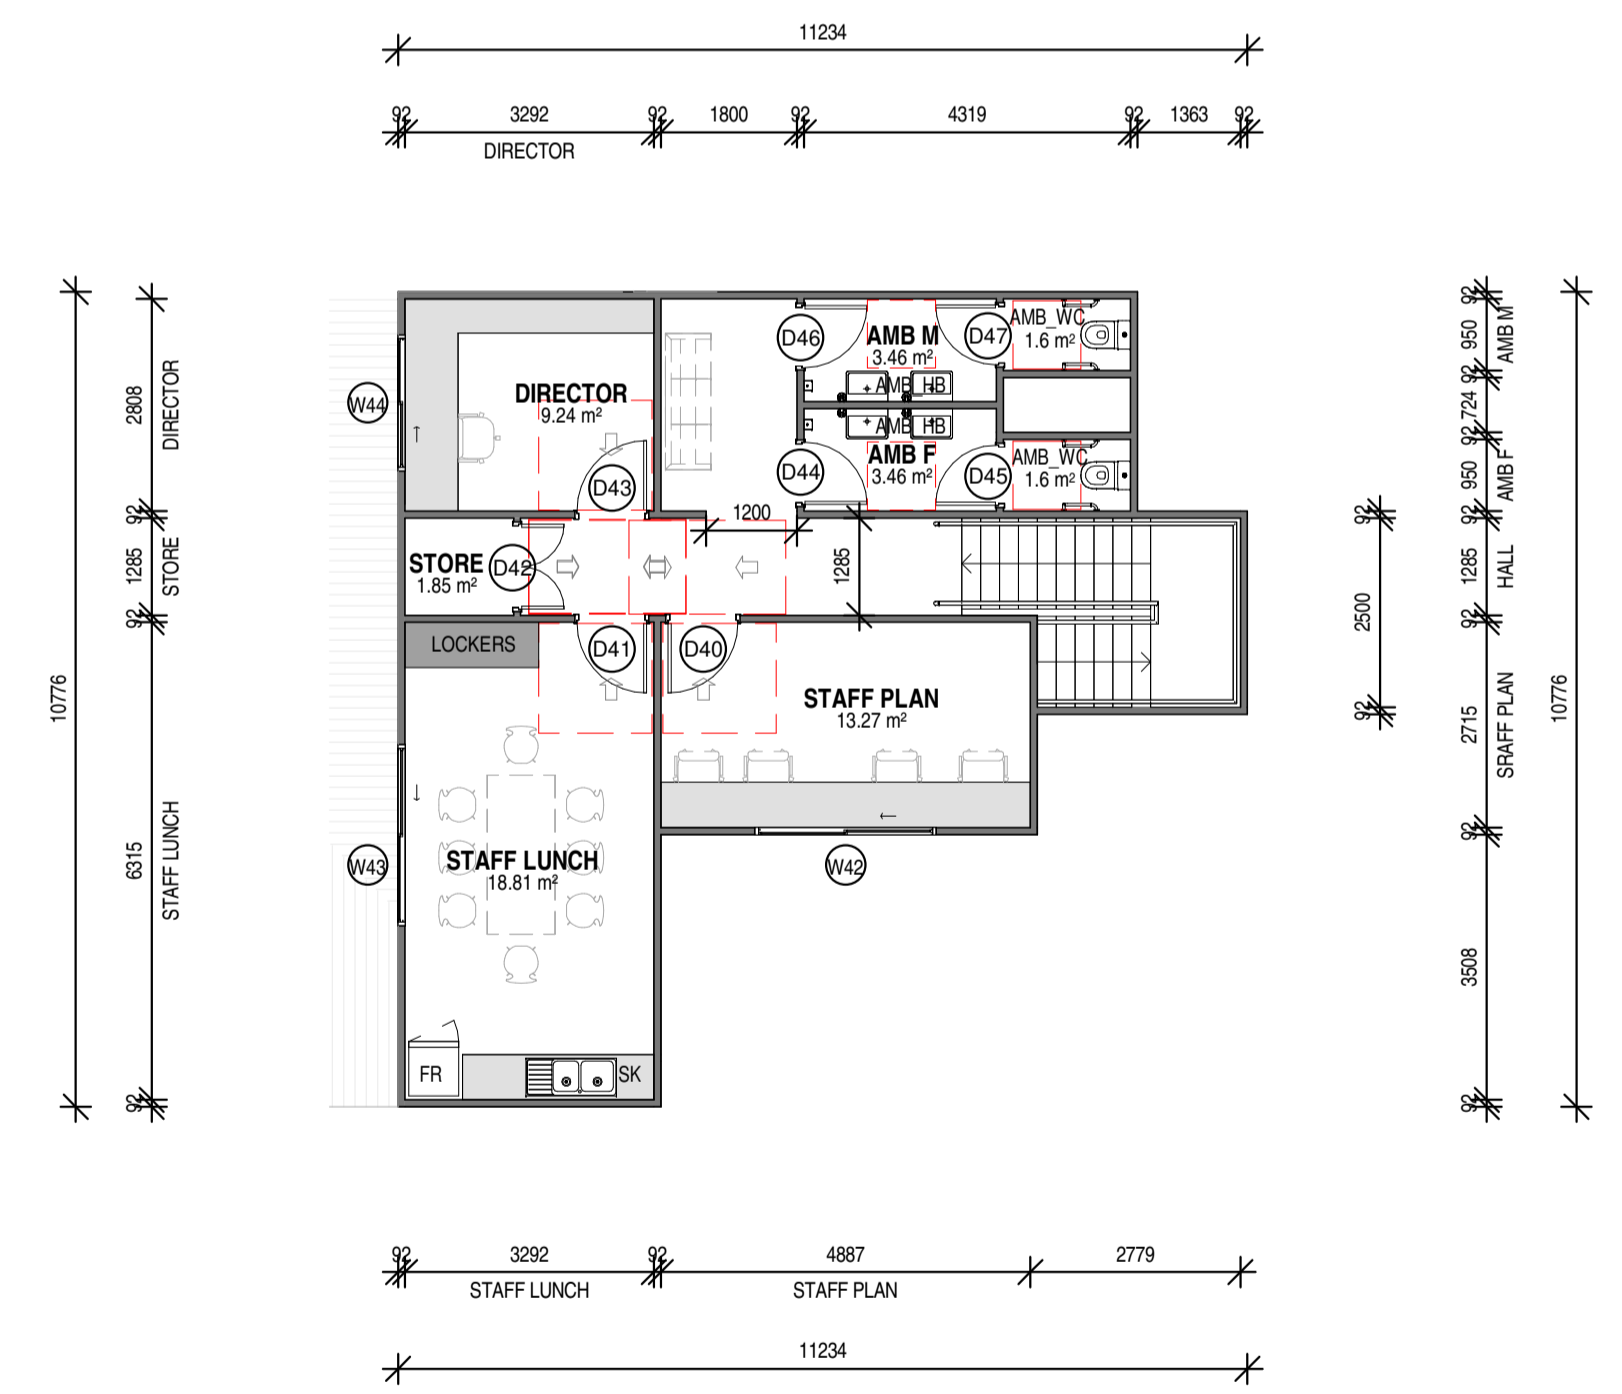 11234
92 3292 92 1800 92 4319 92 1363 92
DIRECTOR
10776
92
2808
DIRECTOR
92
1285
STORE
92
6315
STAFF LUNCH
92
W44
W43
DIRECTOR
9.24 m²
D43
D46
AMB M
3.46 m²
D47
AMB_WC
1.6 m²
AMB_HB
AMB_HB
D44
AMB F
3.46 m²
D45
AMB_WC
1.6 m²
1200
STORE
1.85 m²
D42
1285
LOCKERS
D41
D40
STAFF PLAN
13.27 m²
STAFF LUNCH
18.81 m²
W42
FR
SK
92
2500
92
92
950
AMB M
92
724
92
950
AMB F
92
1285
HALL
92
2715
SRAFF PLAN
92
3508
92
10776
92 3292 92 4887 2779
STAFF LUNCH STAFF PLAN
11234